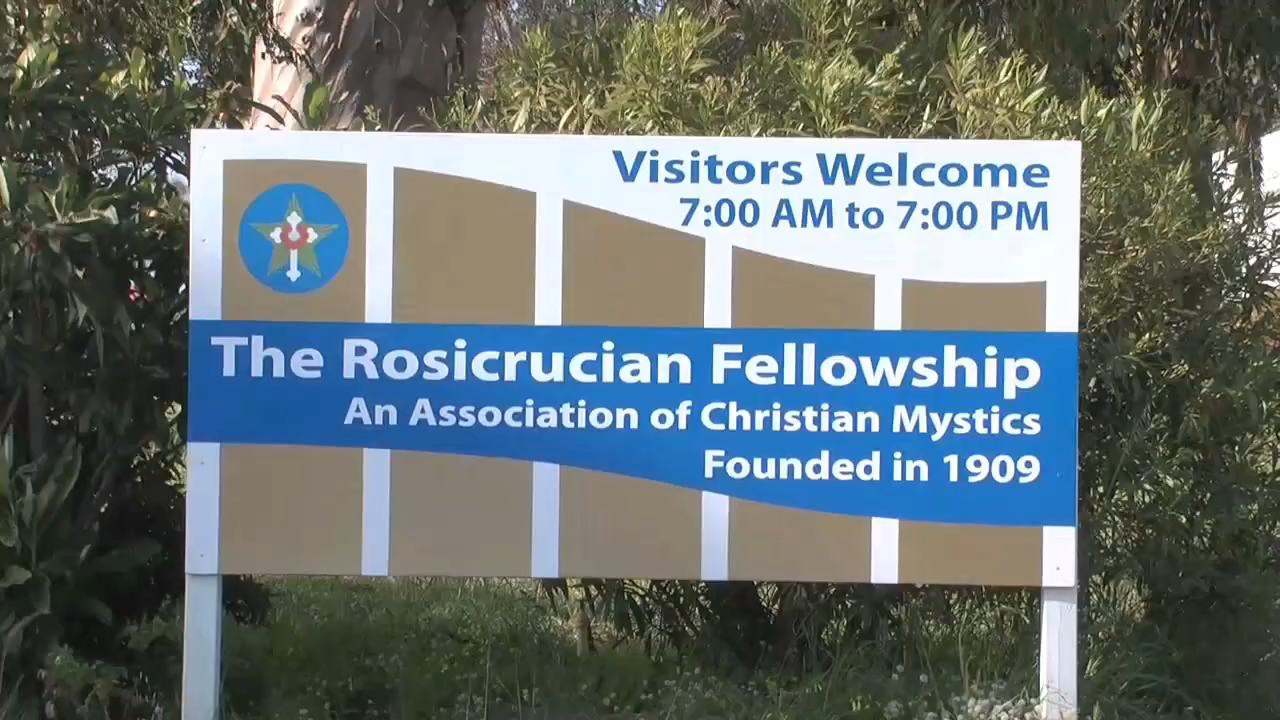 Visitors Welcome
7:00 AM to 7:00 PM
The Rosicrucian Fellowship
An Association of Christian Mystics
Founded in 1909